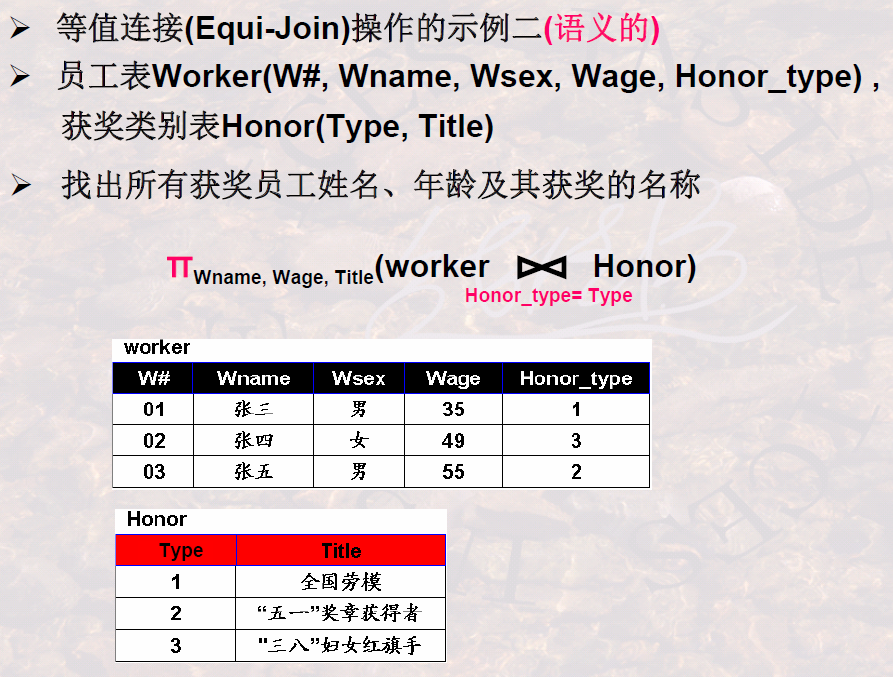 ➢ 等值连接(Equi-Join)操作的示例二(语义的)
➢ 员工表Worker(W#, Wname, Wsex, Wage, Honor_type) ,
获奖类别表Honor(Type, Title)
➢ 找出所有获奖员工姓名、年龄及其获奖的名称
π Wname, Wage, Title(worker ⋈ Honor)
Honor_type= Type
worker
W# Wname Wsex Wage Honor_type
01 张三 男 35 1
02 张四 女 49 3
03 张五 男 55 2
Honor
Type Title
1 全国劳模
2 “五一”奖章获得者
3 "三八”妇女红旗手